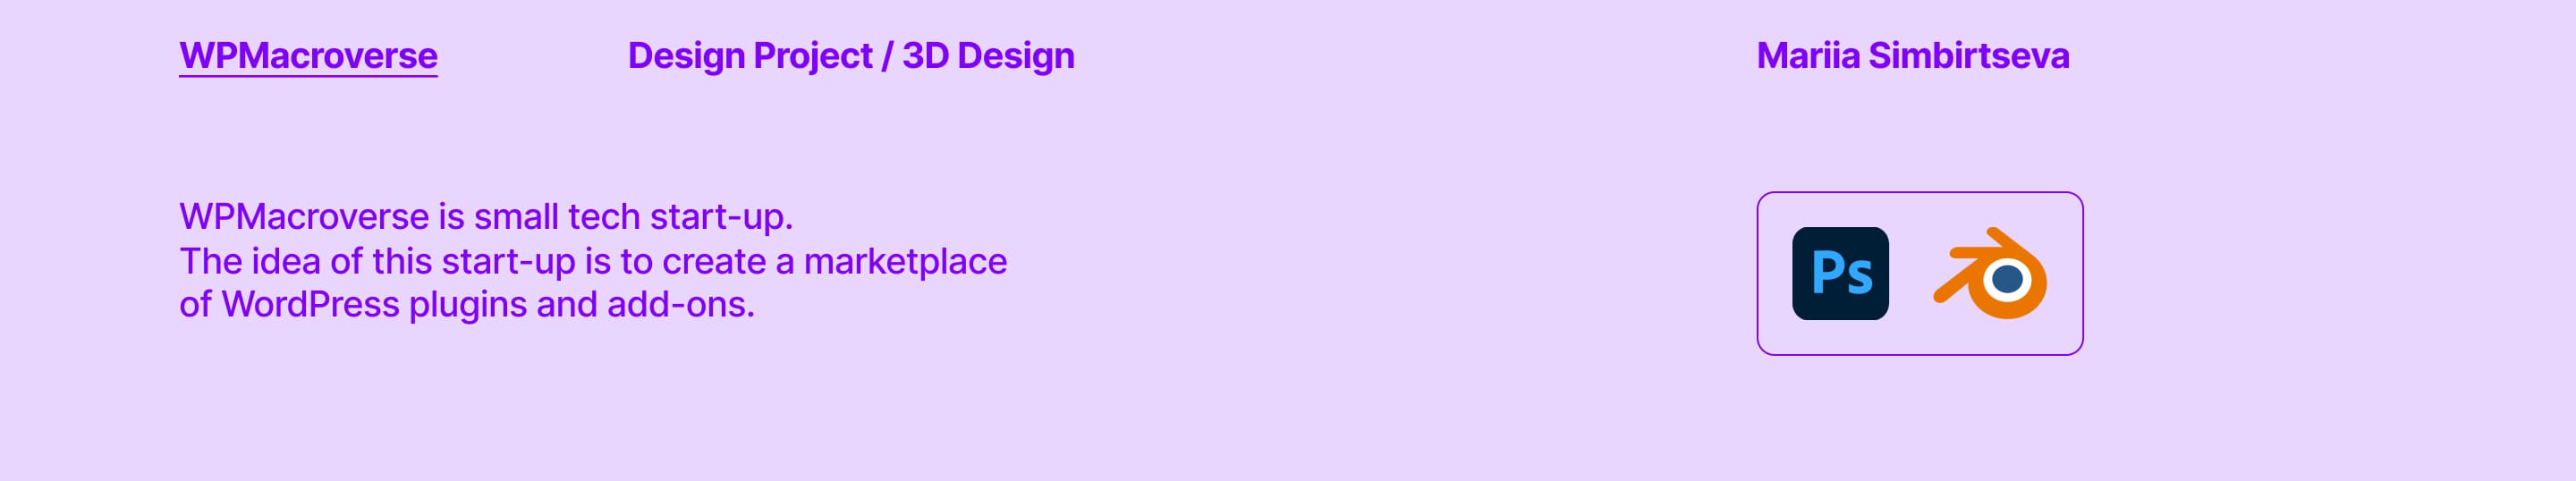 WPMacroverse
Design Project / 3D Design
Mariia Simbirtseva
WPMacroverse is small tech start-up.
The idea of this start-up is to create a marketplace
of WordPress plugins and add-ons.
Ps